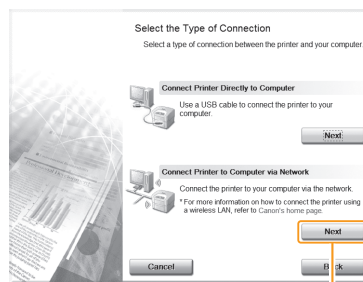 Select the Type of Connection
Select a type of connection between the printer and your computer.
Connect Printer Directly to Computer
Use a USB cable to connect the printer to your
computer.
Next
Connect Printer to Computer via Network
Connect the printer to your computer via the network.
* For more information on how to connect the printer using
a wireless LAN, refer to Canon's home page.
Next
Cancel